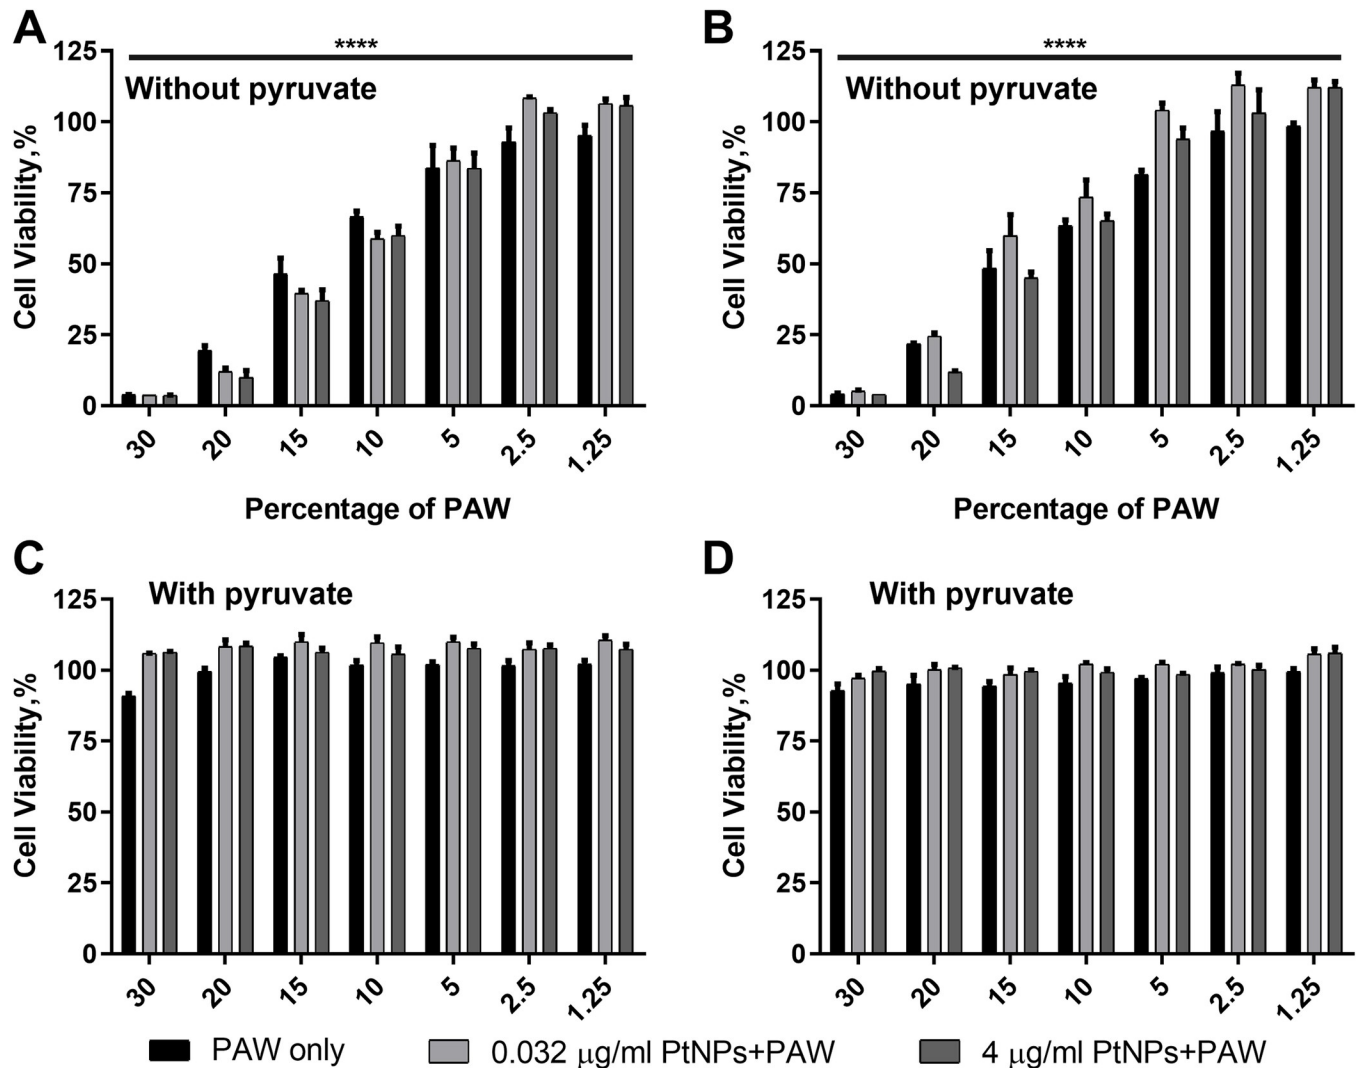 A
****
Without pyruvate
Cell Viability,%
125
100
75
50
25
0
30 20 15 10 5 2.5 1.25
Percentage of PAW
B
****
Without pyruvate
Cell Viability,%
125
100
75
50
25
0
30 20 15 10 5 2.5 1.25
Percentage of PAW
C
With pyruvate
Cell Viability,%
125
100
75
50
25
0
30 20 15 10 5 2.5 1.25
D
With pyruvate
Cell Viability,%
125
100
75
50
25
0
30 20 15 10 5 2.5 1.25
PAW only
0.032 μg/ml PtNPs+PAW
4 μg/ml PtNPs+PAW